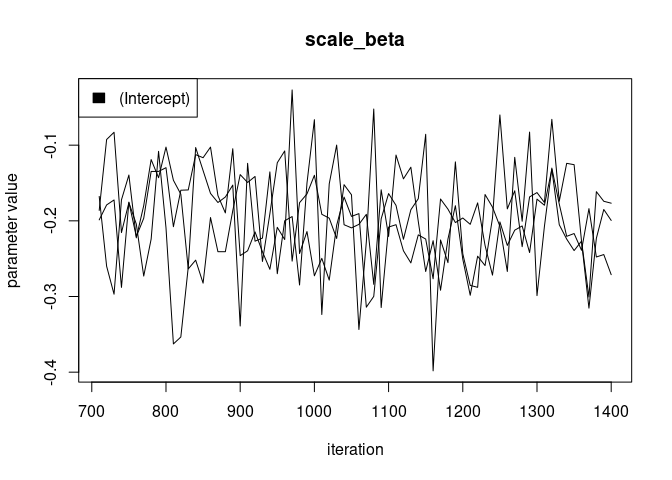 scale_beta
(Intercept)
parameter value
-0.1
-0.2
-0.3
-0.4
700 800 900 1000 1100 1200 1300 1400
iteration